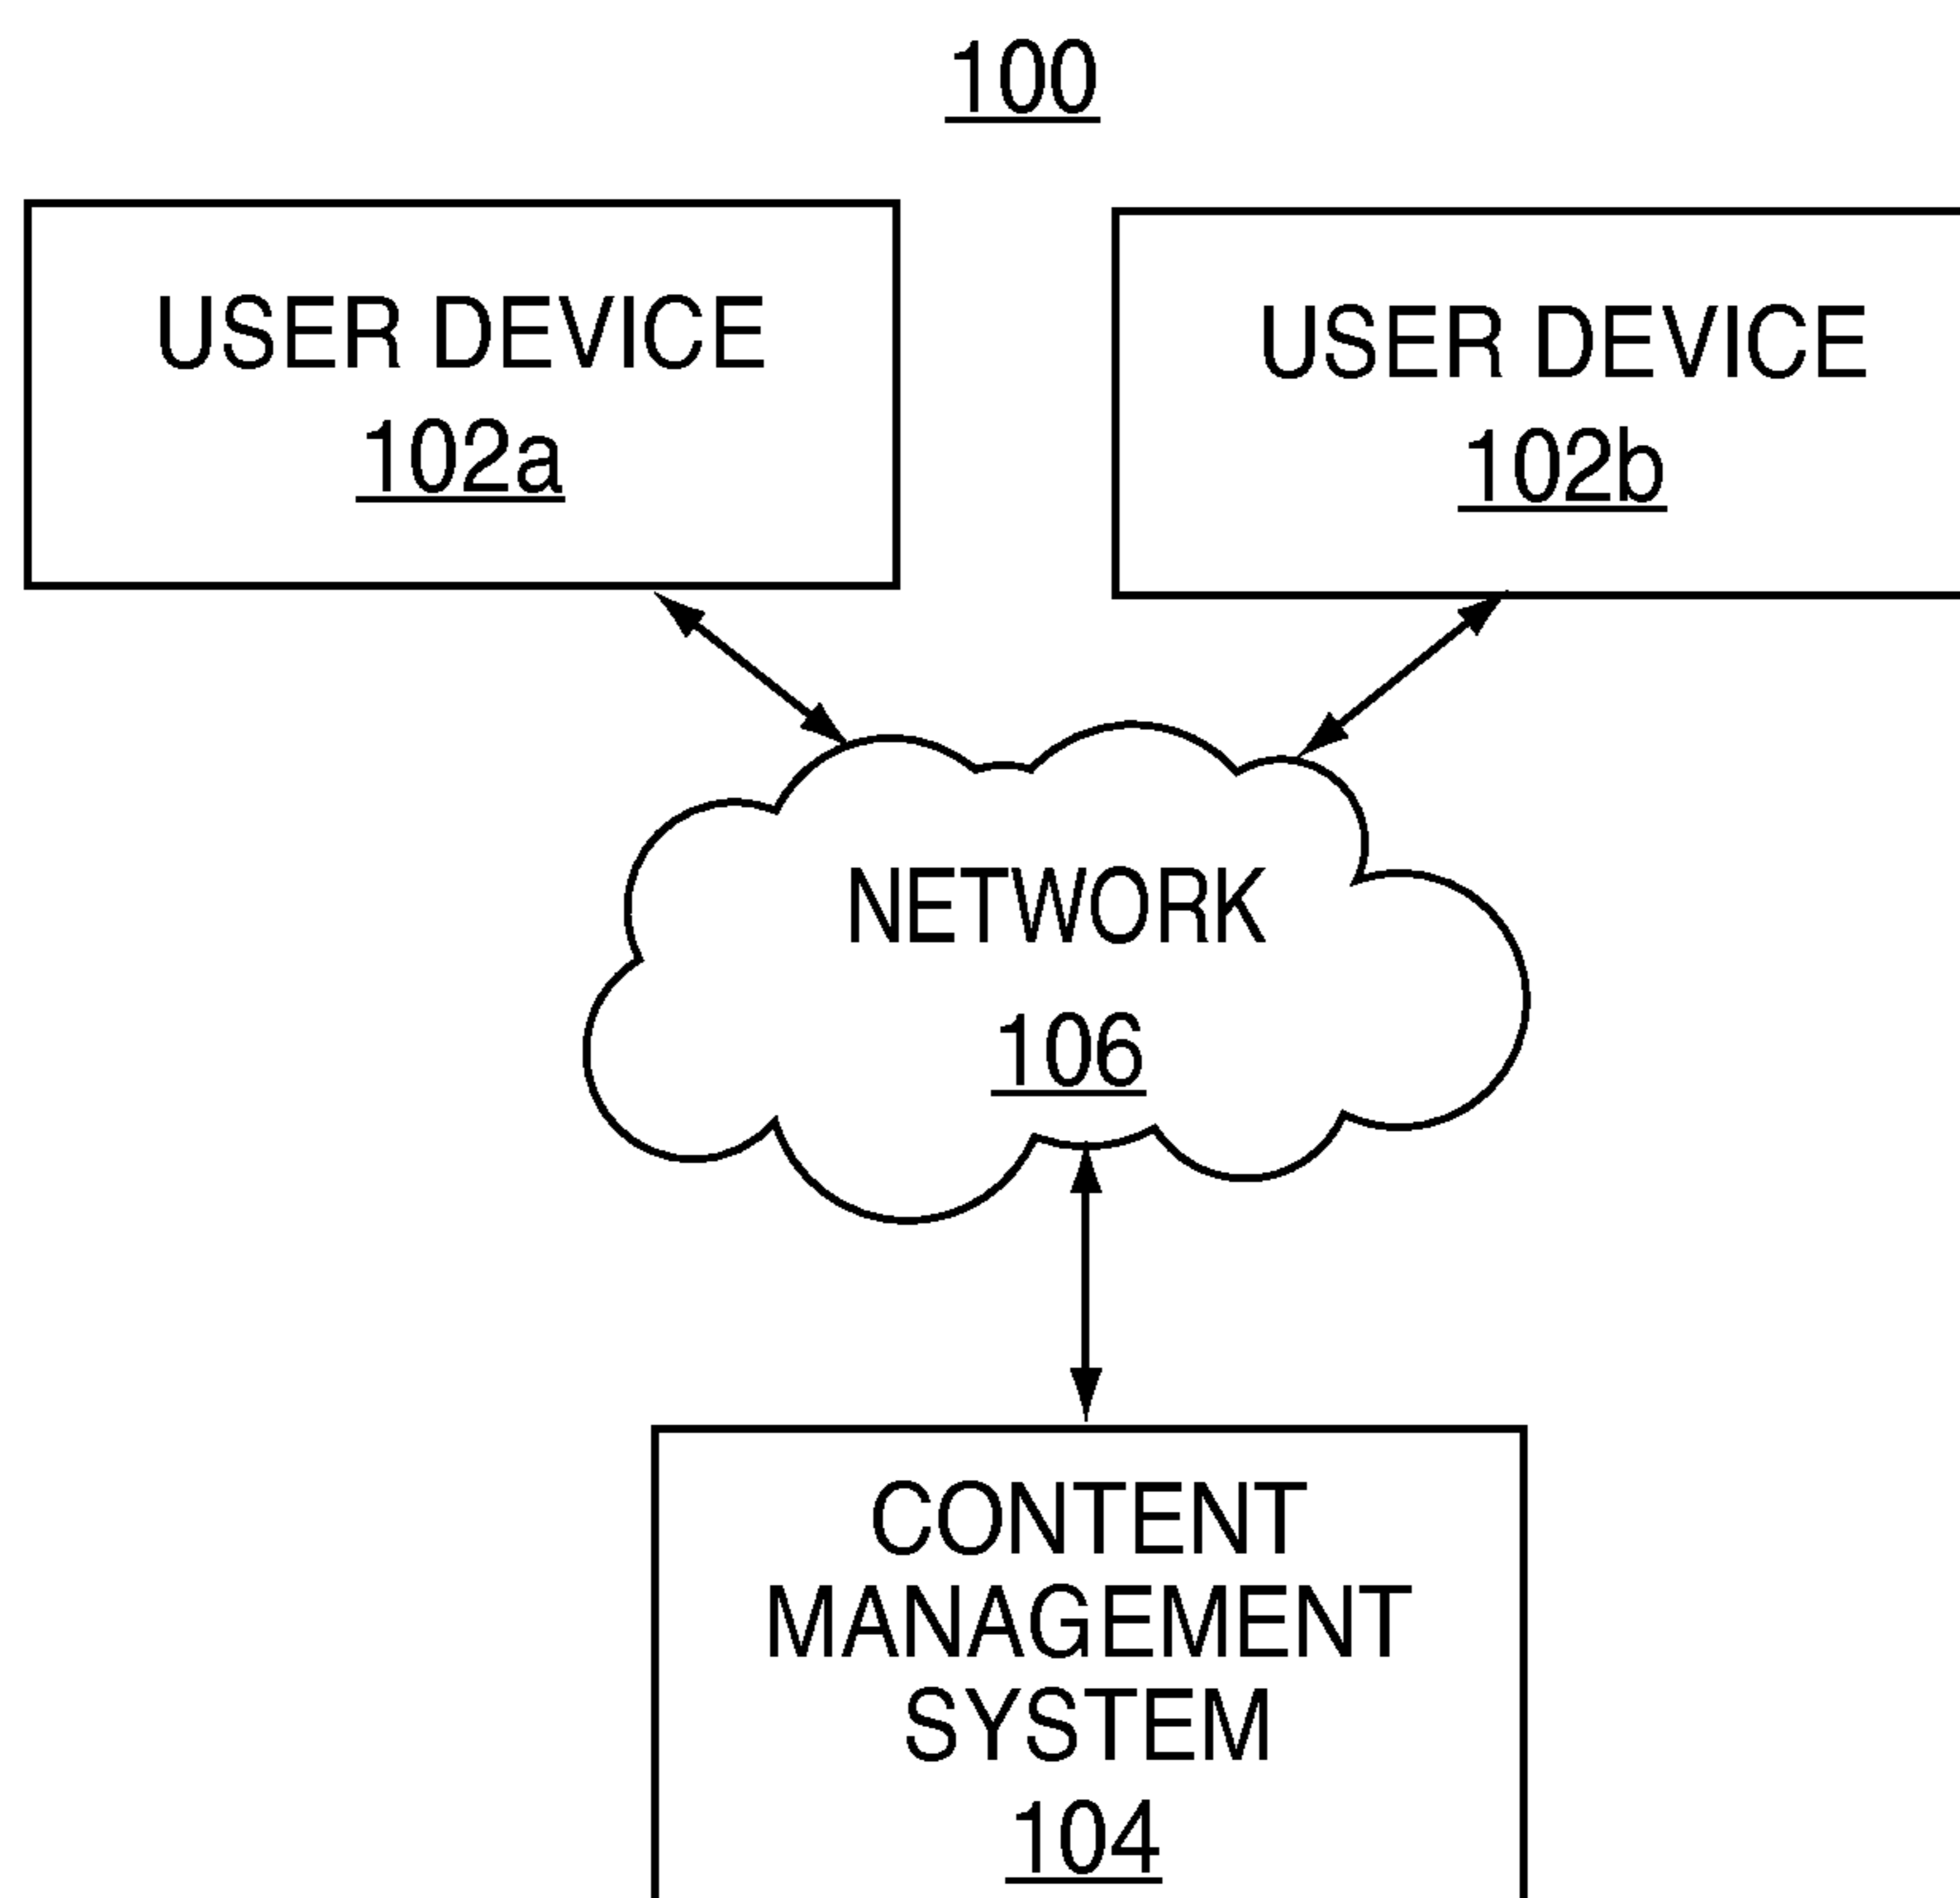 100
USER DEVICE
102a
USER DEVICE
102b
NETWORK
106
CONTENT
MANAGEMENT
SYSTEM
104